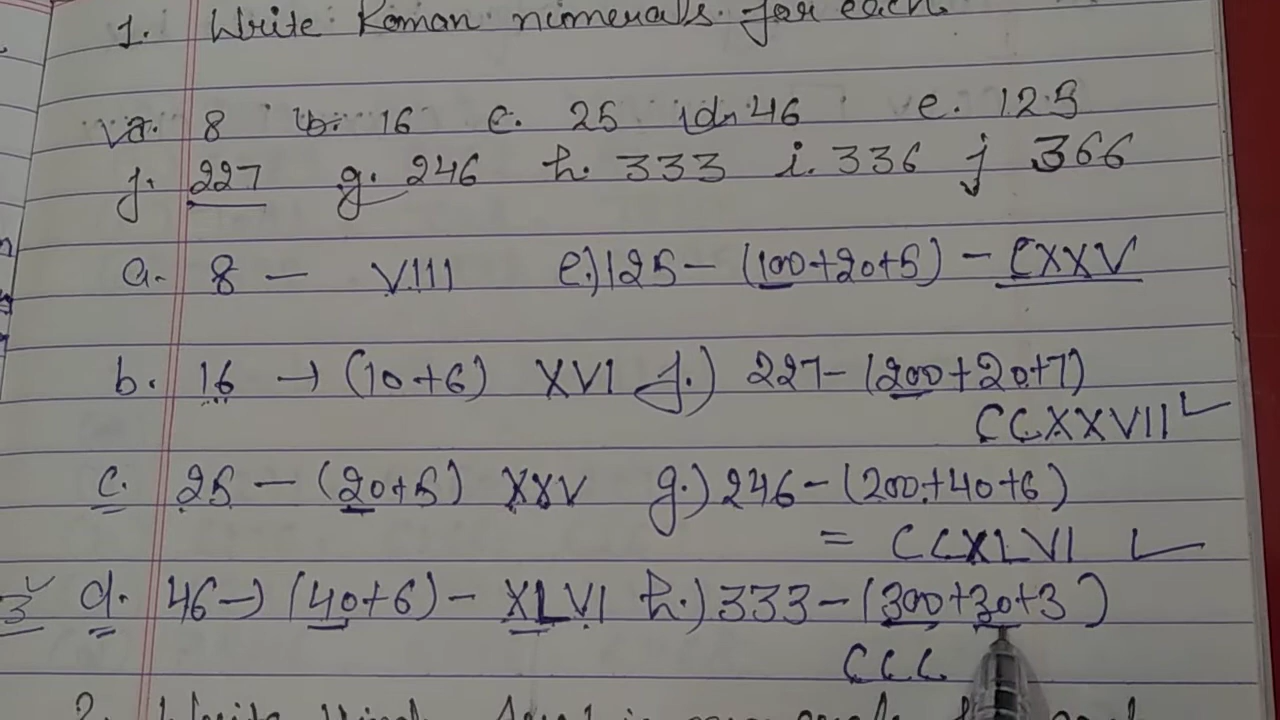 1. Write Roman numerals for each.
a. 8 b. 16 c. 25 d. 46 e. 125
f. 227 g. 246 h. 333 i. 336 j 366
a. 8 — VIII e.) 125 — (100+20+5) — CXXV
b. 16 → (10+6) XVI f.) 227 — (200+20+7)
CCXXVII
c. 25 — (20+5) XXV g.) 246 — (200+40+6)
= CCXLVI
d. 46 → (40+6) — XLVI h.) 333 — (300+30+3)
CCC
2. Write